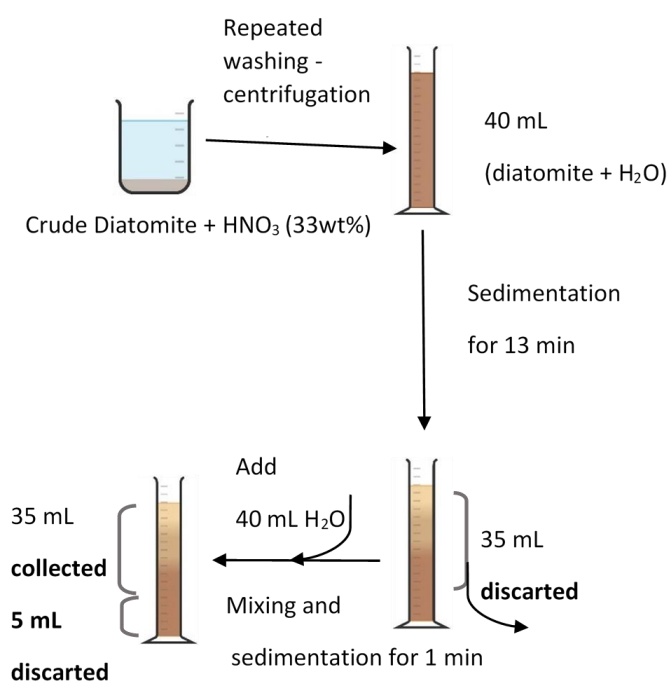 Repeated
washing -
centrifugation
40 mL
(diatomite + H₂O)
Crude Diatomite + HNO₃ (33wt%)
Sedimentation
for 13 min
Add
40 mL H₂O
Mixing and
sedimentation for 1 min
35 mL
discarted
35 mL
collected
5 mL
discarted